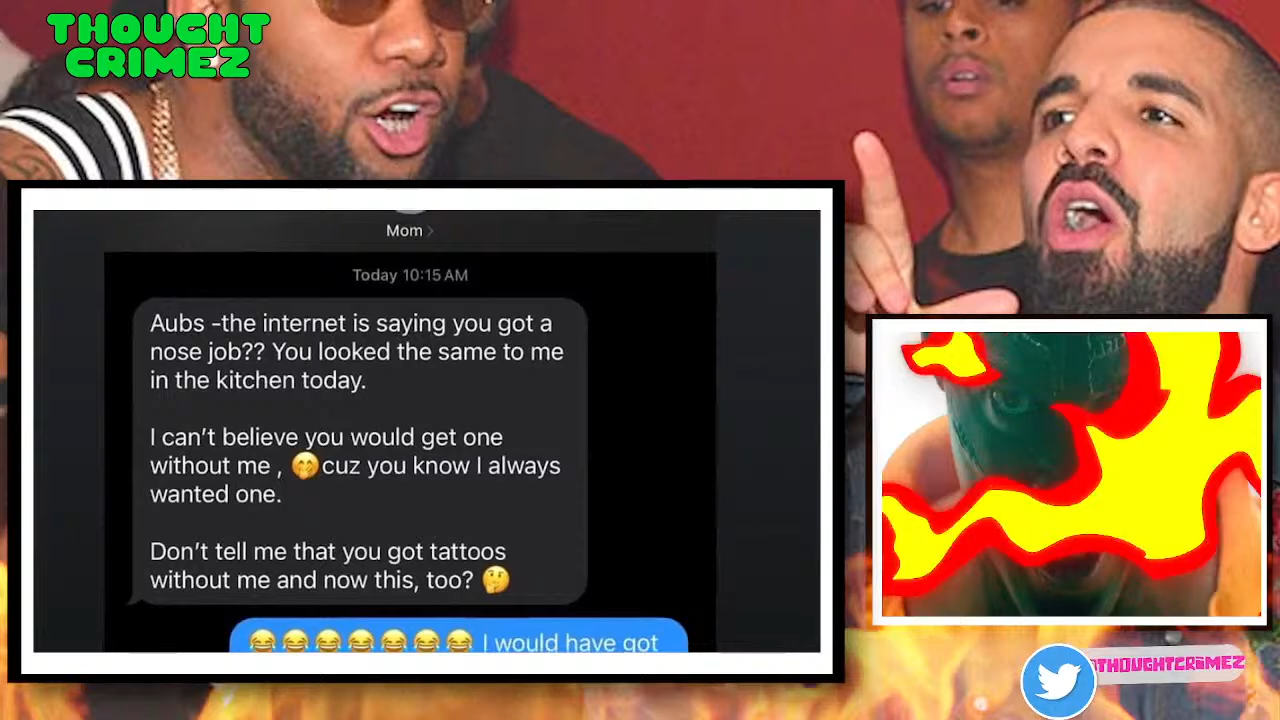 THOUGHT
CRIMEZ
Mom
Today 10:15 AM
Aubs -the internet is saying you got a
nose job?? You looked the same to me
in the kitchen today.
I can't believe you would get one
without me , 🤭cuz you know I always
wanted one.
Don't tell me that you got tattoos
without me and now this, too? 🤔
😂😂😂😂😂😂😂 I would have got
@THOUGHTCRIMEZ